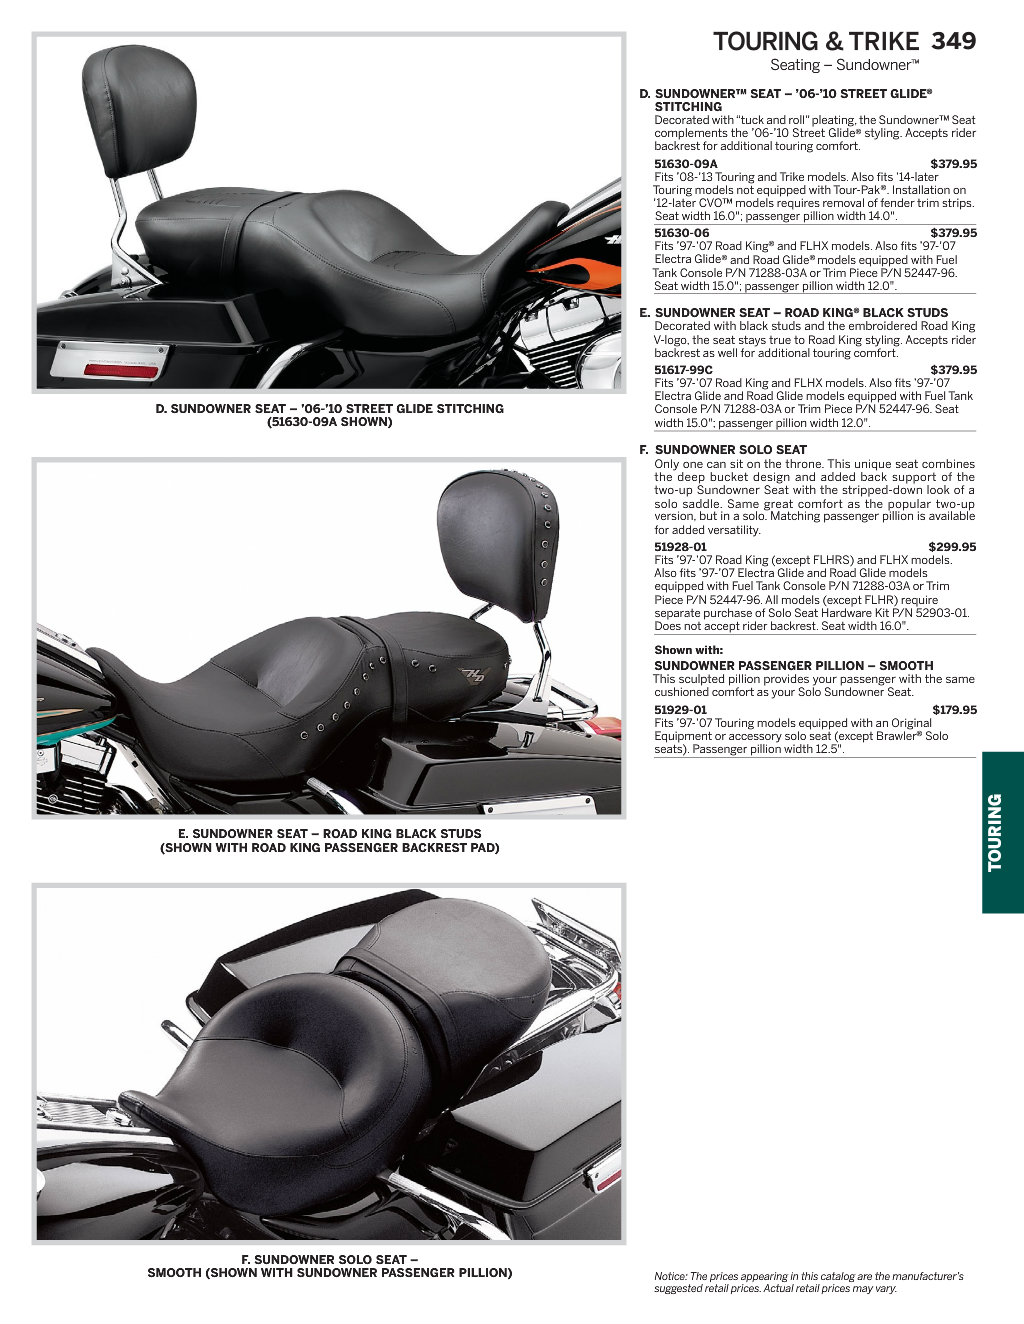 TOURING & TRIKE 349
Seating – Sundowner™
D. SUNDOWNER™ SEAT – ’06-’10 STREET GLIDE®
STITCHING
Decorated with “tuck and roll” pleating, the Sundowner™ Seat
complements the ’06-’10 Street Glide® styling. Accepts rider
backrest for additional touring comfort.
51630-09A $379.95
Fits ’08-’13 Touring and Trike models. Also fits ’14-later
Touring models not equipped with Tour-Pak®. Installation on
’12-later CVO™ models requires removal of fender trim strips.
Seat width 16.0"; passenger pillion width 14.0".
51630-06 $379.95
Fits ’97-’07 Road King® and FLHX models. Also fits ’97-’07
Electra Glide® and Road Glide® models equipped with Fuel
Tank Console P/N 71288-03A or Trim Piece P/N 52447-96.
Seat width 15.0"; passenger pillion width 12.0".
E. SUNDOWNER SEAT – ROAD KING® BLACK STUDS
Decorated with black studs and the embroidered Road King
V-logo, the seat stays true to Road King styling. Accepts rider
backrest as well for additional touring comfort.
51617-99C $379.95
Fits ’97-’07 Road King and FLHX models. Also fits ’97-’07
Electra Glide and Road Glide models equipped with Fuel Tank
Console P/N 71288-03A or Trim Piece P/N 52447-96. Seat
width 15.0"; passenger pillion width 12.0".
F. SUNDOWNER SOLO SEAT
Only one can sit on the throne. This unique seat combines
the deep bucket design and added back support of the
two-up Sundowner Seat with the stripped-down look of a
solo saddle. Same great comfort as the popular two-up
version, but in a solo. Matching passenger pillion is available
for added versatility.
51928-01 $299.95
Fits ’97-’07 Road King (except FLHRS) and FLHX models.
Also fits ’97-’07 Electra Glide and Road Glide models
equipped with Fuel Tank Console P/N 71288-03A or Trim
Piece P/N 52447-96. All models (except FLHR) require
separate purchase of Solo Seat Hardware Kit P/N 52903-01.
Does not accept rider backrest. Seat width 16.0".
Shown with:
SUNDOWNER PASSENGER PILLION – SMOOTH
This sculpted pillion provides your passenger with the same
cushioned comfort as your Solo Sundowner Seat.
51929-01 $179.95
Fits ’97-’07 Touring models equipped with an Original
Equipment or accessory solo seat (except Brawler® Solo
seats). Passenger pillion width 12.5".
D. SUNDOWNER SEAT – ’06-’10 STREET GLIDE STITCHING
(51630-09A SHOWN)
E. SUNDOWNER SEAT – ROAD KING BLACK STUDS
(SHOWN WITH ROAD KING PASSENGER BACKREST PAD)
F. SUNDOWNER SOLO SEAT –
SMOOTH (SHOWN WITH SUNDOWNER PASSENGER PILLION)
TOURING
Notice: The prices appearing in this catalog are the manufacturer’s
suggested retail prices. Actual retail prices may vary.